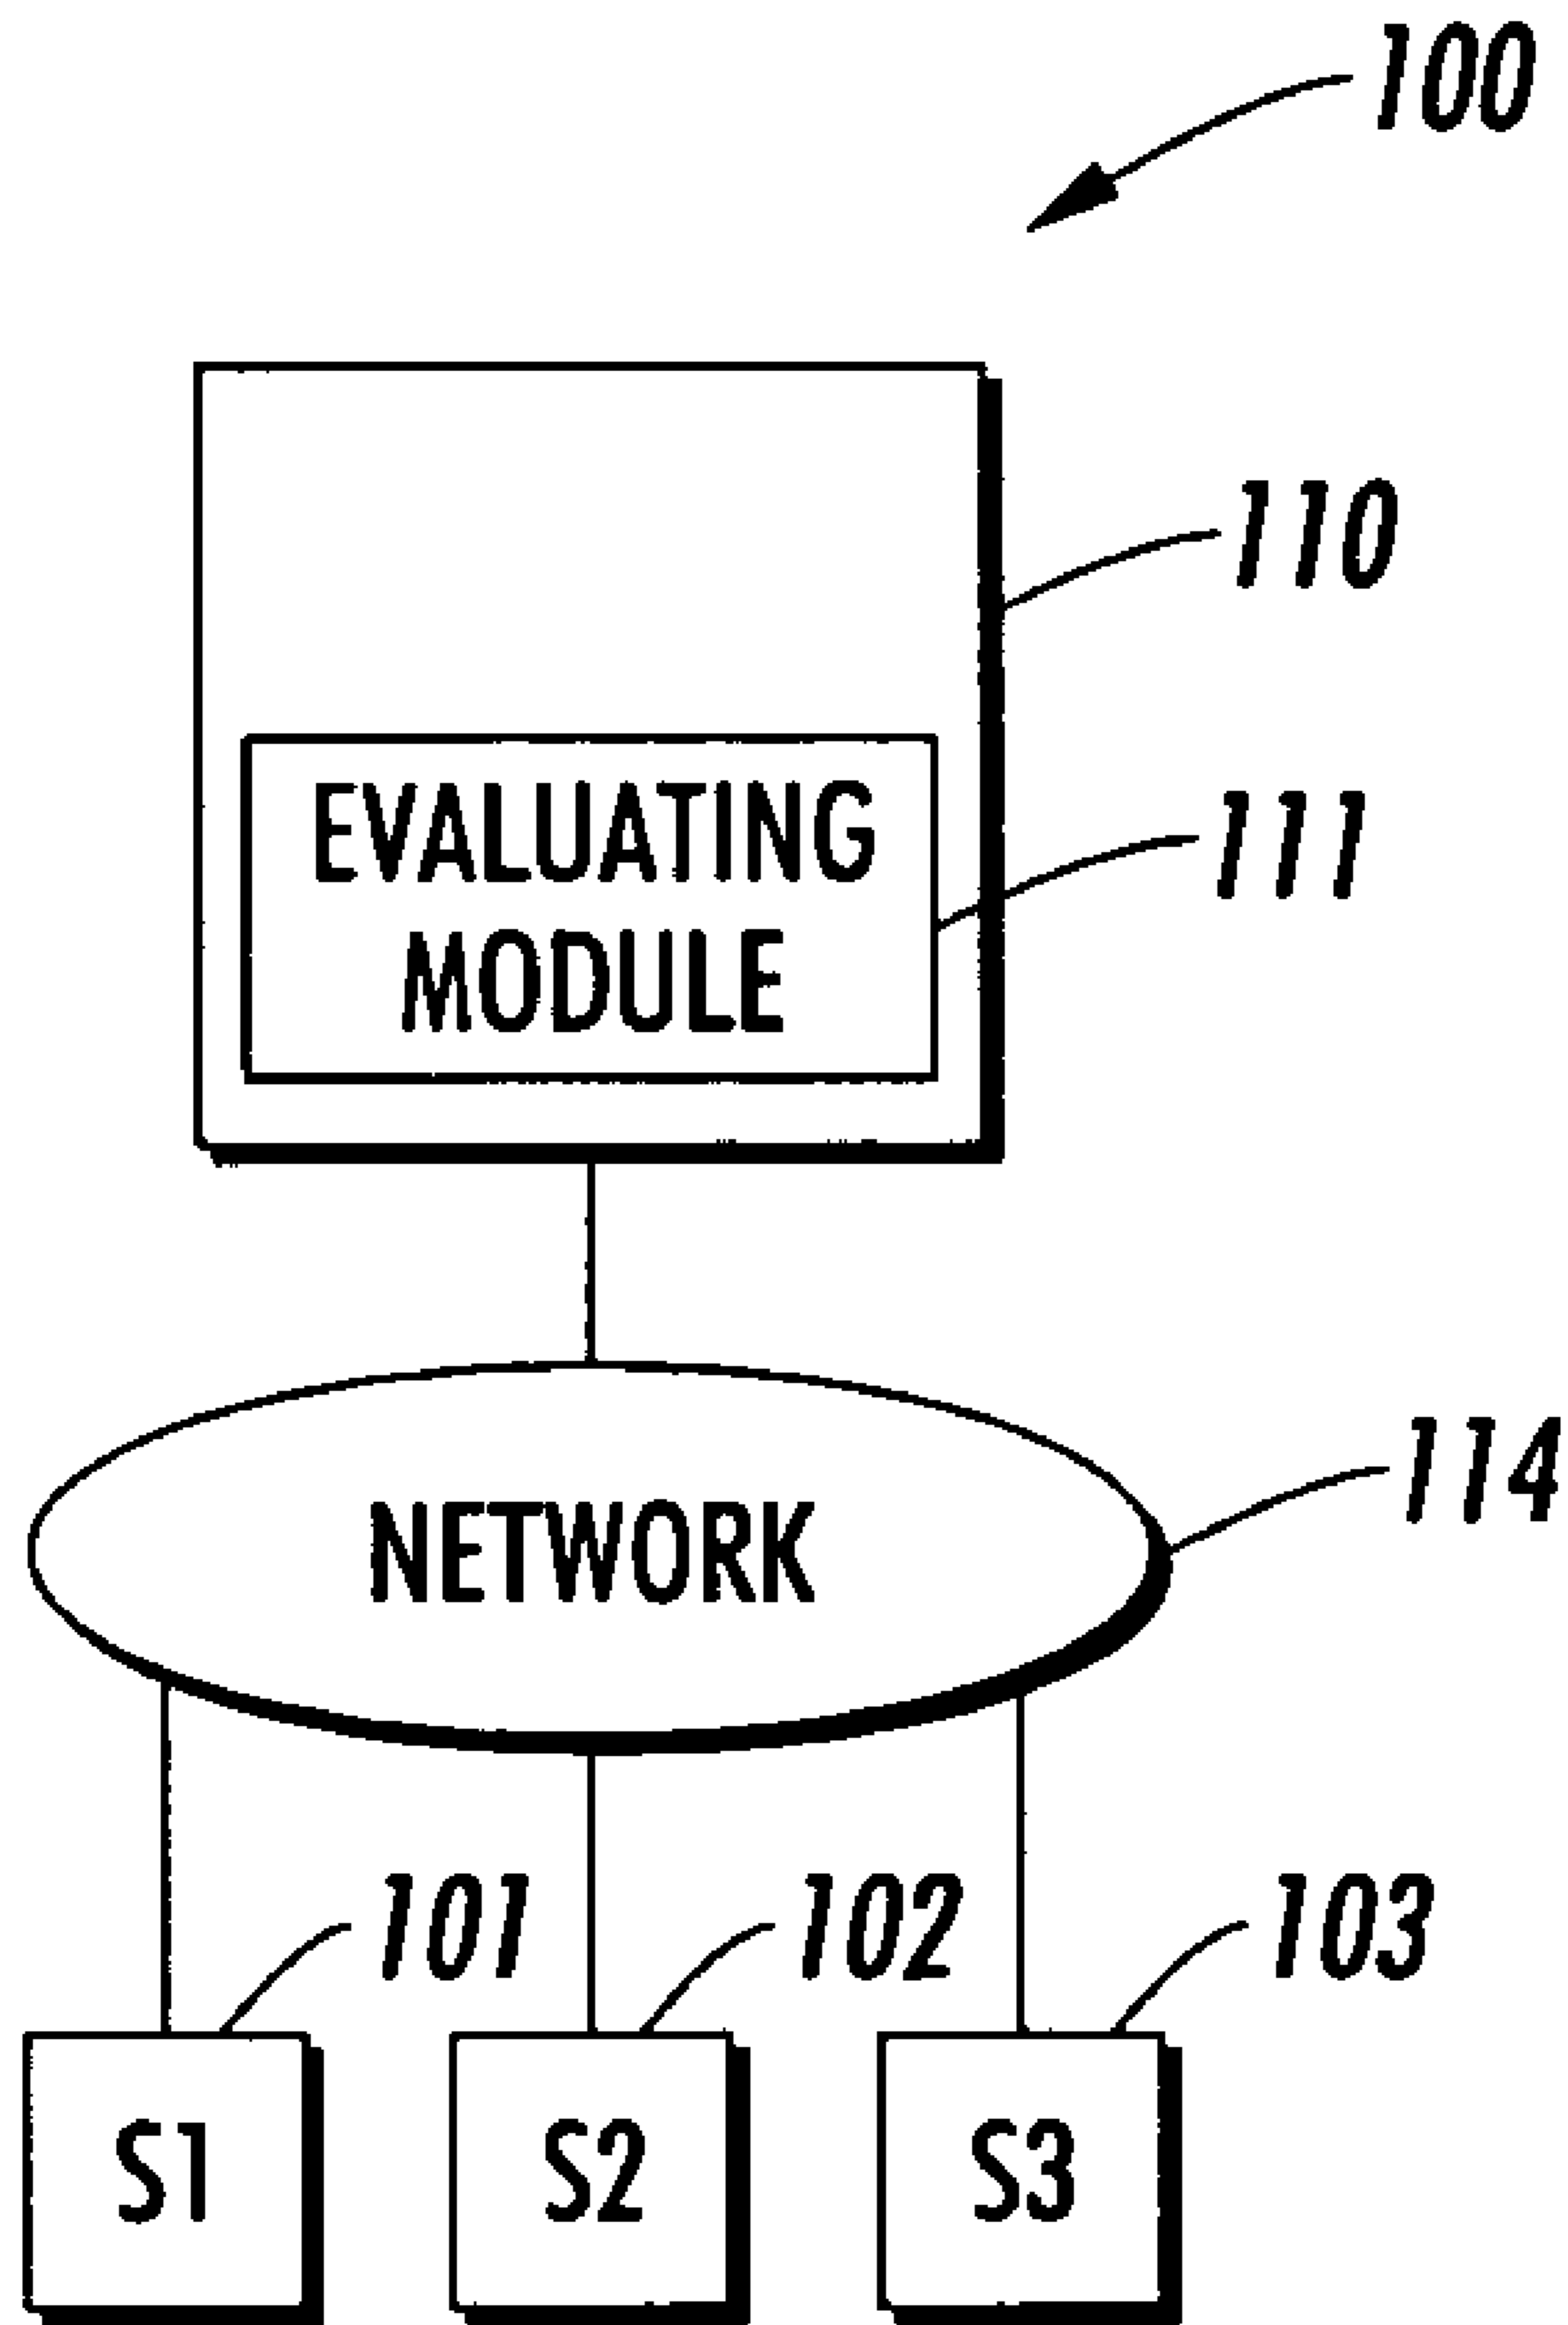 100
110
EVALUATING
MODULE
111
NETWORK
114
101
102
103
S1
S2
S3